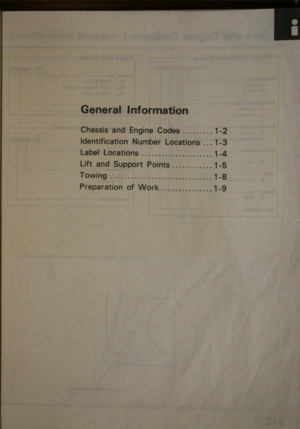 General Information
Chassis and Engine Codes ......... 1-2
Identification Number Locations ... 1-3
Label Locations ..................... 1-4
Lift and Support Points ............ 1-5
Towing ............................. 1-8
Preparation of Work ............... 1-9